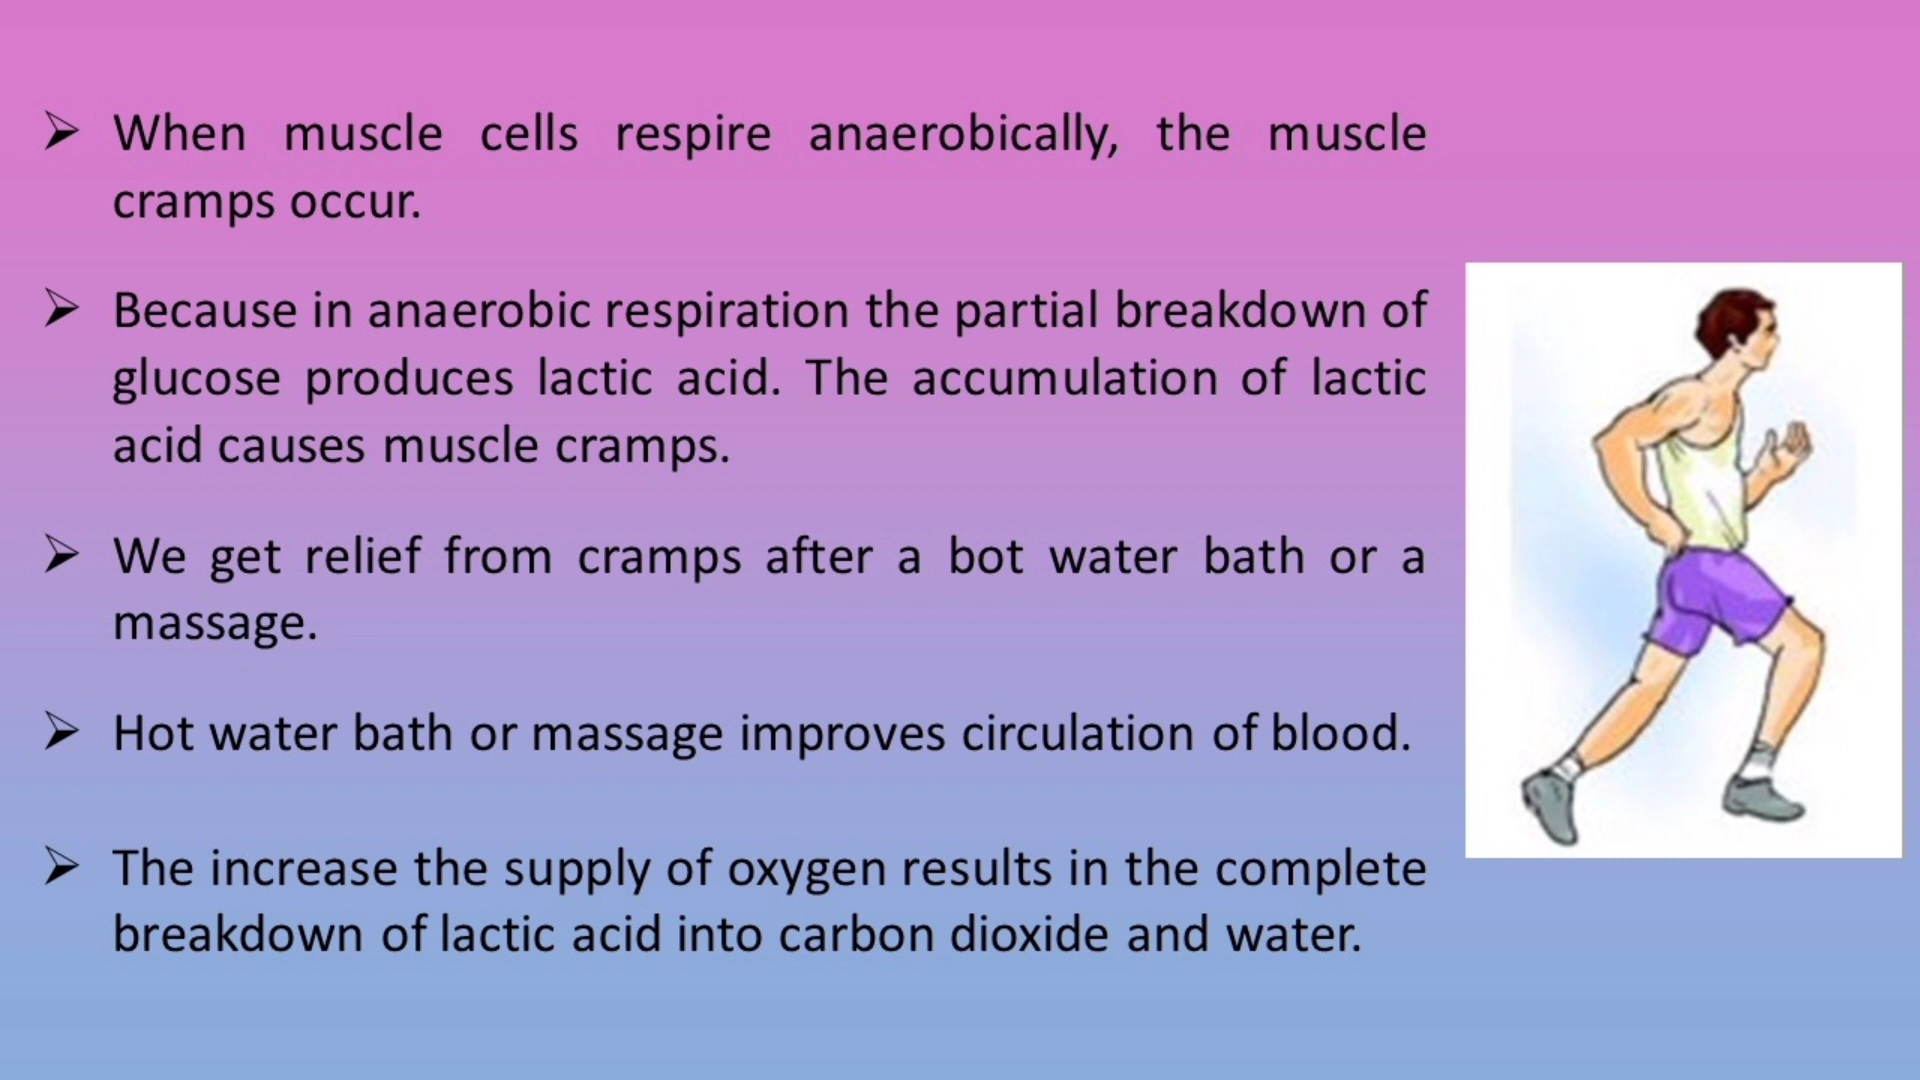 When muscle cells respire anaerobically, the muscle
cramps occur.
Because in anaerobic respiration the partial breakdown of
glucose produces lactic acid. The accumulation of lactic
acid causes muscle cramps.
We get relief from cramps after a bot water bath or a
massage.
Hot water bath or massage improves circulation of blood.
The increase the supply of oxygen results in the complete
breakdown of lactic acid into carbon dioxide and water.